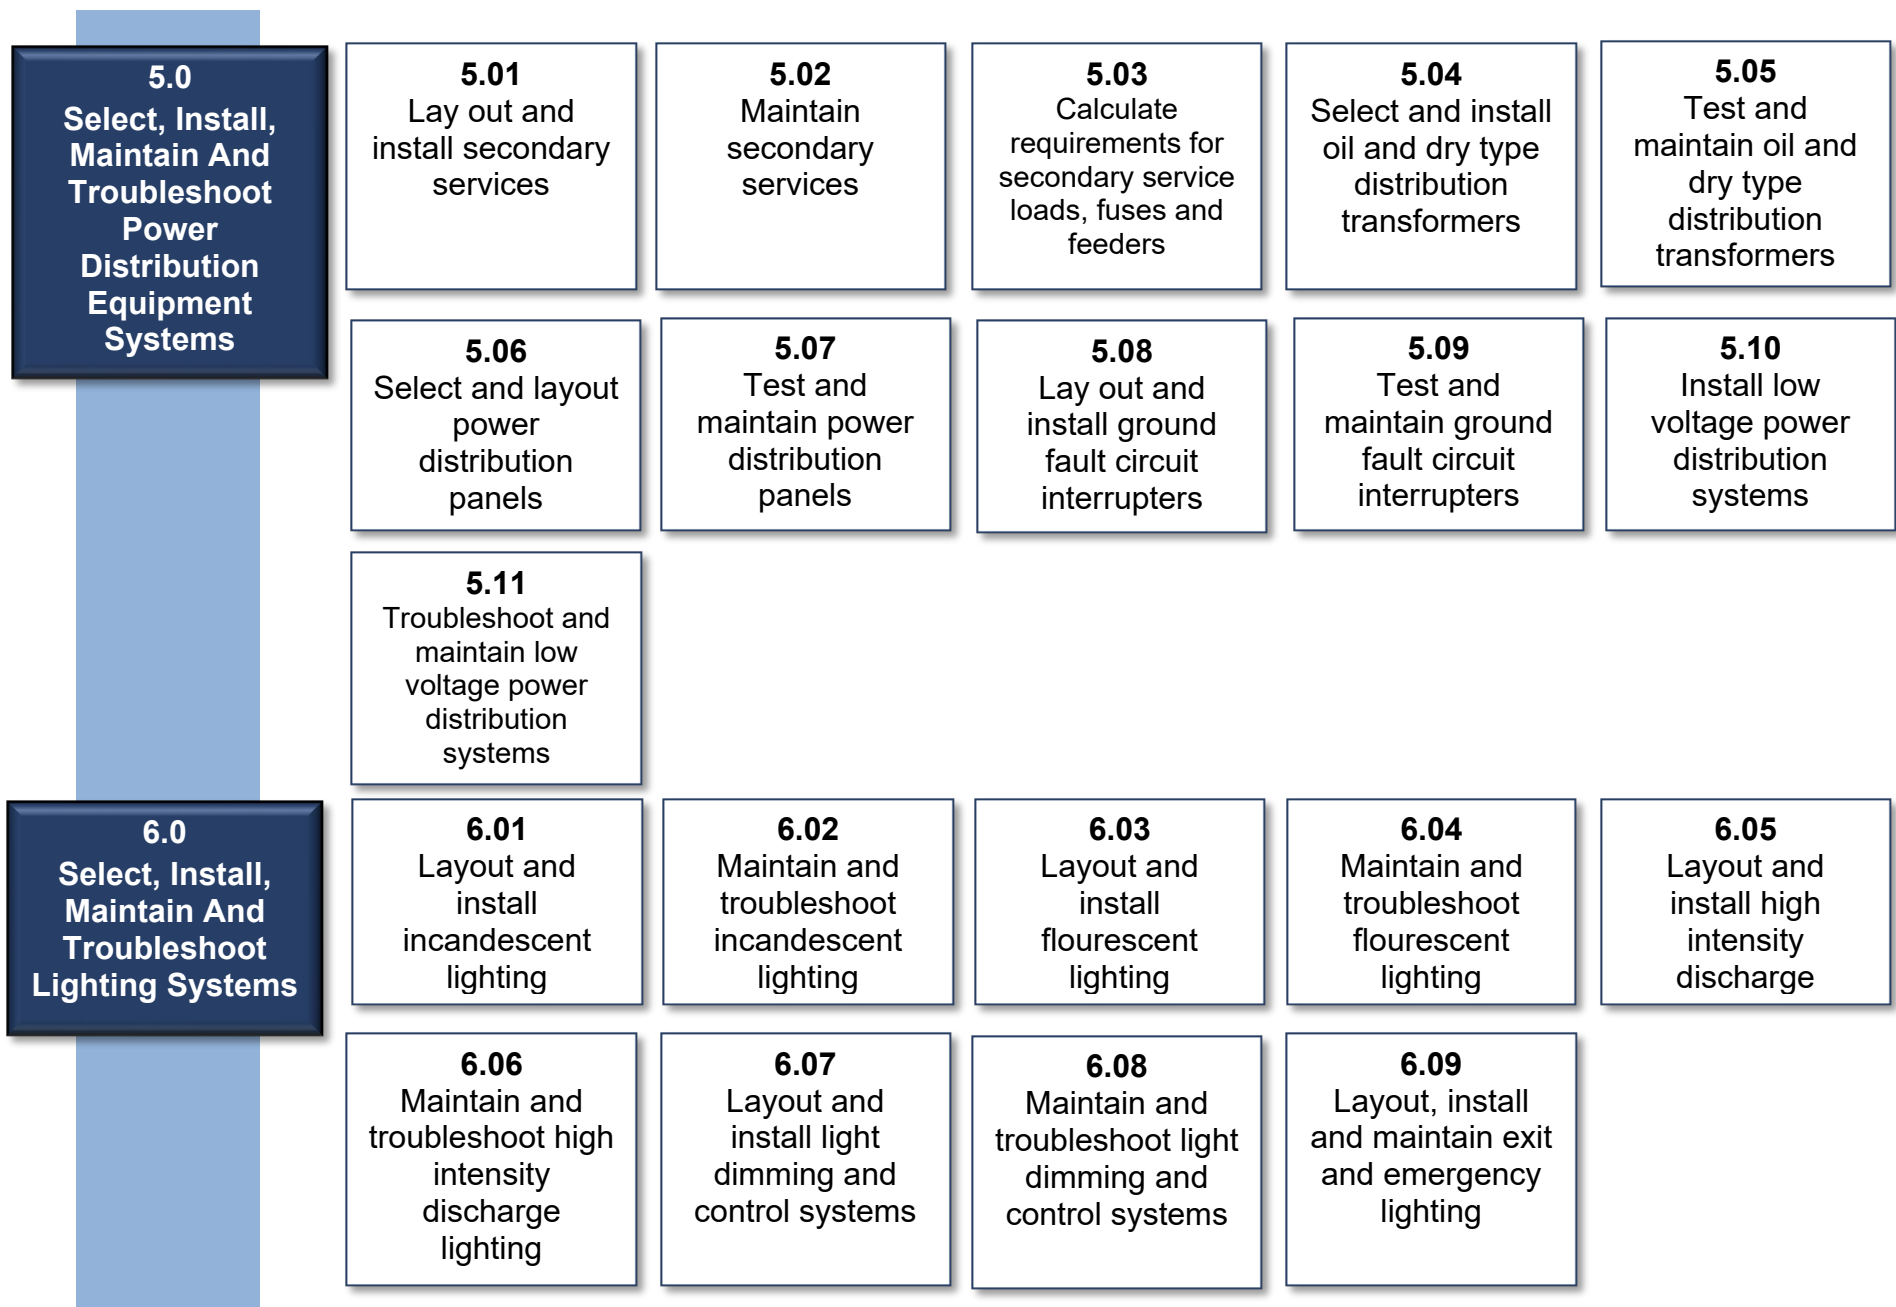 5.0
Select, Install,
Maintain And
Troubleshoot
Power
Distribution
Equipment
Systems
5.01
Lay out and
install secondary
services
5.02
Maintain
secondary
services
5.03
Calculate
requirements for
secondary service
loads, fuses and
feeders
5.04
Select and install
oil and dry type
distribution
transformers
5.05
Test and
maintain oil and
dry type
distribution
transformers
5.06
Select and layout
power
distribution
panels
5.07
Test and
maintain power
distribution
panels
5.08
Lay out and
install ground
fault circuit
interrupters
5.09
Test and
maintain ground
fault circuit
interrupters
5.10
Install low
voltage power
distribution
systems
5.11
Troubleshoot and
maintain low
voltage power
distribution
systems
6.0
Select, Install,
Maintain And
Troubleshoot
Lighting Systems
6.01
Layout and
install
incandescent
lighting
6.02
Maintain and
troubleshoot
incandescent
lighting
6.03
Layout and
install
flourescent
lighting
6.04
Maintain and
troubleshoot
flourescent
lighting
6.05
Layout and
install high
intensity
discharge
6.06
Maintain and
troubleshoot high
intensity
discharge
lighting
6.07
Layout and
install light
dimming and
control systems
6.08
Maintain and
troubleshoot light
dimming and
control systems
6.09
Layout, install
and maintain exit
and emergency
lighting